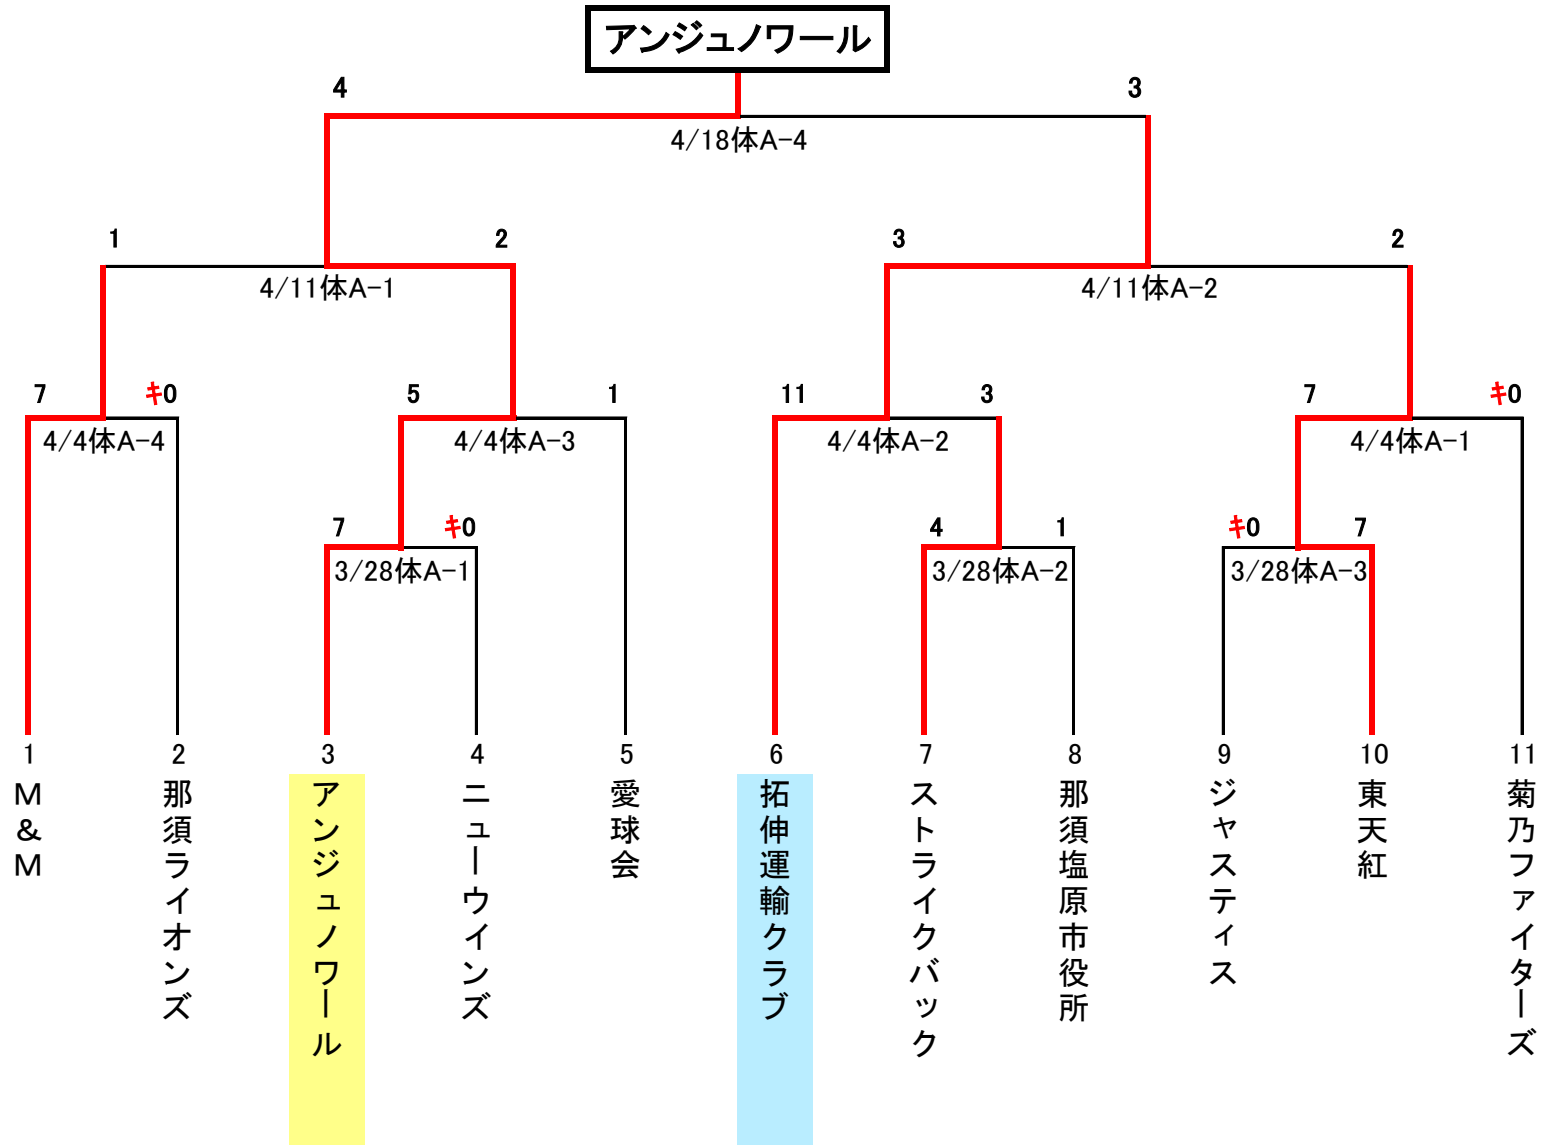 アンジュノワール
4 3
4/18体A-4
1 2 3 2
4/11体A-1 4/11体A-2
7 ｷ0 5 1 11 3 7 ｷ0
4/4体A-4 4/4体A-3 4/4体A-2 4/4体A-1
7 ｷ0 4 1 ｷ0 7
3/28体A-1 3/28体A-2 3/28体A-3
1 2 3 4 5 6 7 8 9 10 11
M&M
那須ライオンズ
アンジュノワール
ニューウインズ
愛球会
拓伸運輸クラブ
ストライクバック
那須塩原市役所
ジャスティス
東天紅
菊乃ファイターズ